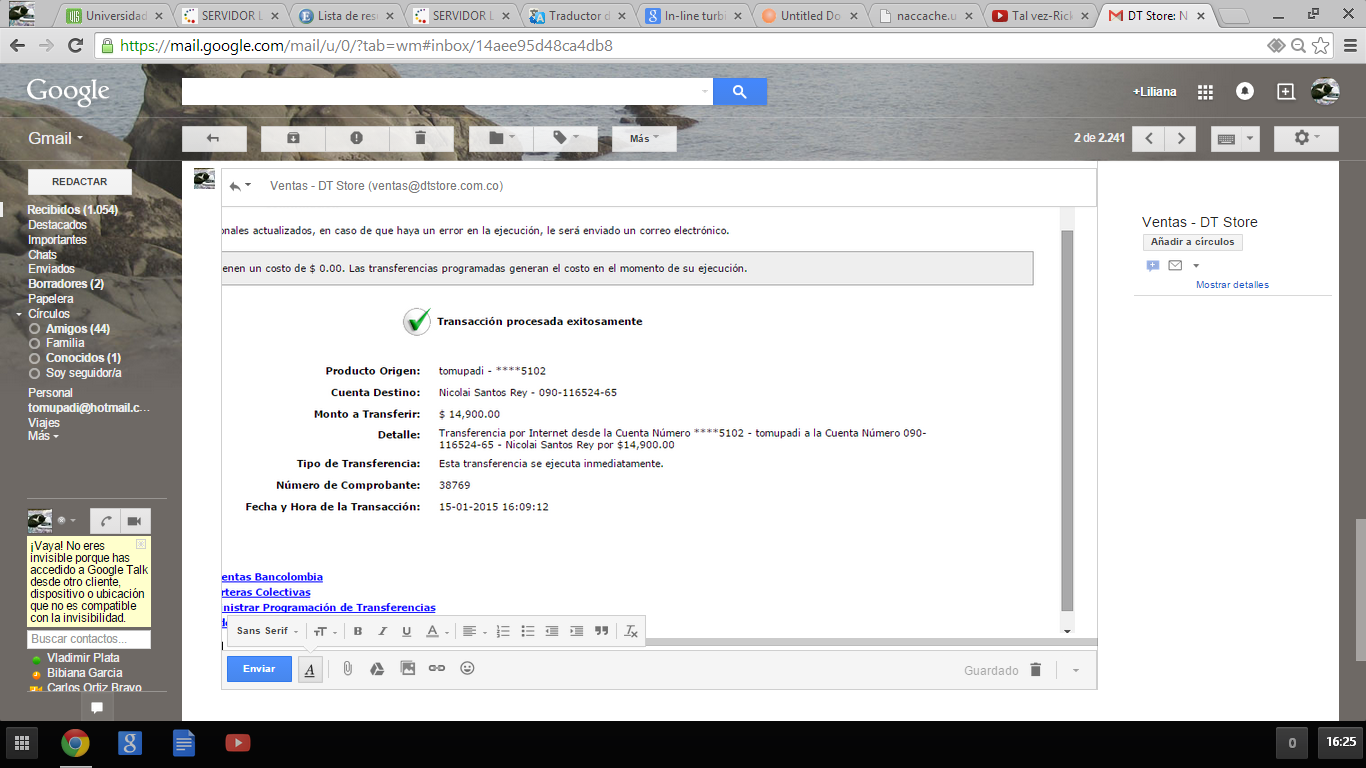 Universidad
SERVIDOR L
Lista de res
SERVIDOR L
Traductor d
In-line turbi
Untitled Do
naccache.u
Tal vez-Rick
DT Store: N
https://mail.google.com/mail/u/0/?tab=wm#inbox/14aee95d48ca4db8
Google
+Liliana
Gmail
Más
2 de 2.241
REDACTAR
Recibidos (1.054)
Destacados
Importantes
Chats
Enviados
Borradores (2)
Papelera
Círculos
Amigos (44)
Familia
Conocidos (1)
Soy seguidor/a
Personal
tomupadi@hotmail.c...
Viajes
Más
¡Vaya! No eres
invisible porque has
accedido a Google Talk
desde otro cliente,
dispositivo o ubicación
que no es compatible
con la invisibilidad.
Buscar contactos...
Vladimir Plata
Bibiana Garcia
Carlos Ortiz Bravo
Ventas - DT Store (ventas@dtstore.com.co)
onales actualizados, en caso de que haya un error en la ejecución, le será enviado un correo electrónico.
enen un costo de $ 0.00. Las transferencias programadas generan el costo en el momento de su ejecución.
Transacción procesada exitosamente
Producto Origen: tomupadi - ****5102
Cuenta Destino: Nicolai Santos Rey - 090-116524-65
Monto a Transferir: $ 14,900.00
Detalle: Transferencia por Internet desde la Cuenta Número ****5102 - tomupadi a la Cuenta Número 090-
116524-65 - Nicolai Santos Rey por $14,900.00
Tipo de Transferencia: Esta transferencia se ejecuta inmediatamente.
Número de Comprobante: 38769
Fecha y Hora de la Transacción: 15-01-2015 16:09:12
entas Bancolombia
rteras Colectivas
inistrar Programación de Transferencias
Sans Serif
Enviar
Guardado
Ventas - DT Store
Añadir a círculos
Mostrar detalles
0
16:25